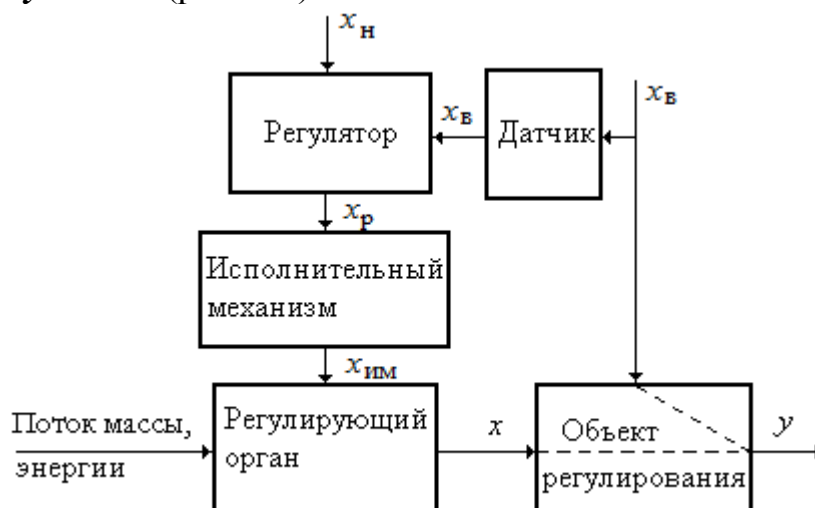 xн
xв
xв
Регулятор
Датчик
xр
Исполнительный
механизм
xим
Поток массы,
энергии
Регулирующий
орган
x
Объект
регулирования
y